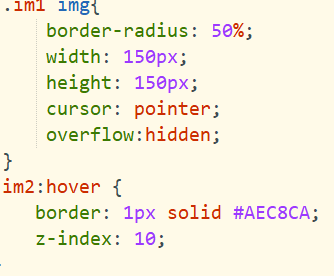 .im1 img{
border-radius: 50%;
width: 150px;
height: 150px;
cursor: pointer;
overflow:hidden;
}
im2:hover {
border: 1px solid #AEC8CA;
z-index: 10;